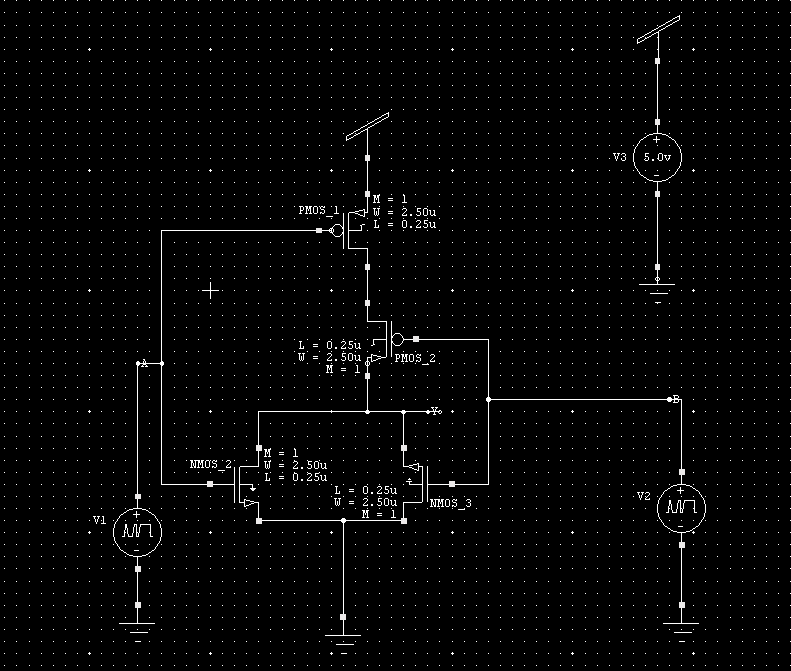 V3
5.0v
PMOS_1
M = 1
W = 2.50u
L = 0.25u
L = 0.25u
W = 2.50u
M = 1
PMOS_2
A
B
Y
NMOS_2
M = 1
W = 2.50u
L = 0.25u
L = 0.25u
W = 2.50u
M = 1
NMOS_3
V1
V2